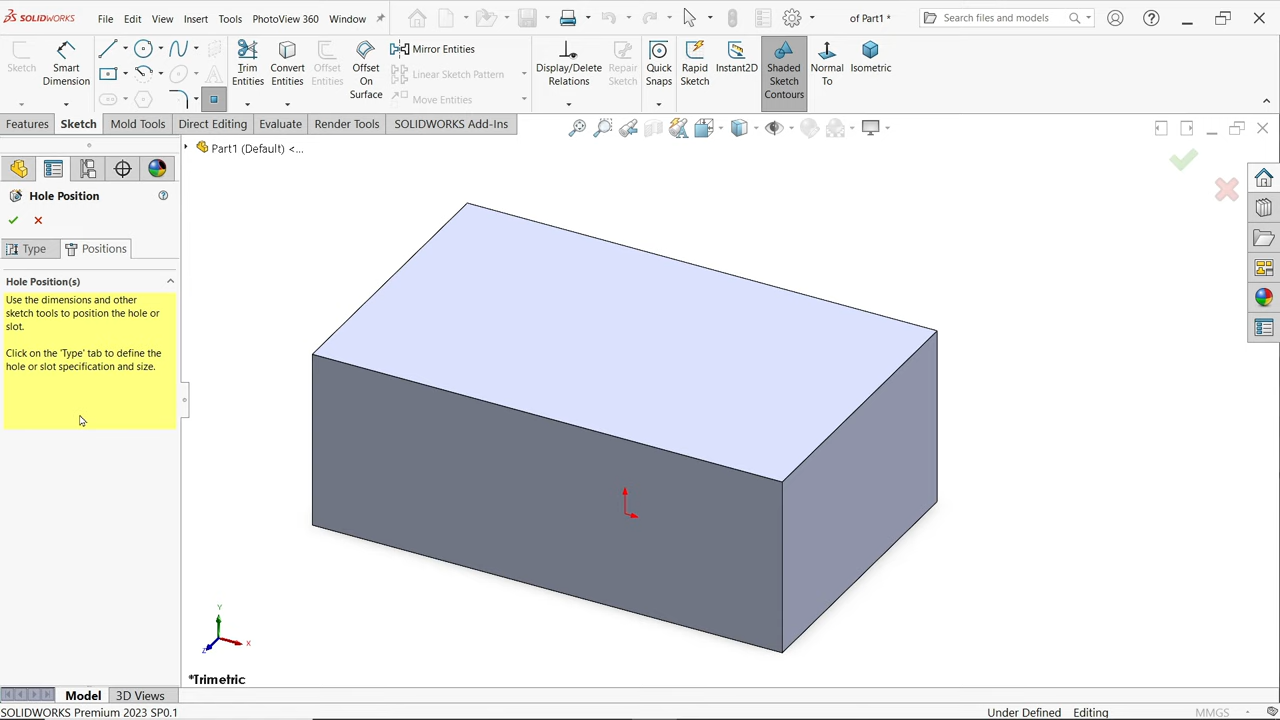 SOLIDWORKS
File
Edit
View
Insert
Tools
PhotoView 360
Window
of Part1 *
Search files and models
Sketch
Smart
Dimension
Trim
Entities
Convert
Entities
Offset
Entities
Offset
On
Surface
Mirror Entities
Linear Sketch Pattern
Move Entities
Display/Delete
Relations
Repair
Sketch
Quick
Snaps
Rapid
Sketch
Instant2D
Shaded
Sketch
Contours
Normal
To
Isometric
Features
Sketch
Mold Tools
Direct Editing
Evaluate
Render Tools
SOLIDWORKS Add-Ins
Part1 (Default) <...
Hole Position
Type
Positions
Hole Position(s)
Use the dimensions and other
sketch tools to position the hole or
slot.
Click on the 'Type' tab to define the
hole or slot specification and size.
Y
X
Z
*Trimetric
Model
3D Views
SOLIDWORKS Premium 2023 SP0.1
Under Defined
Editing
MMGS